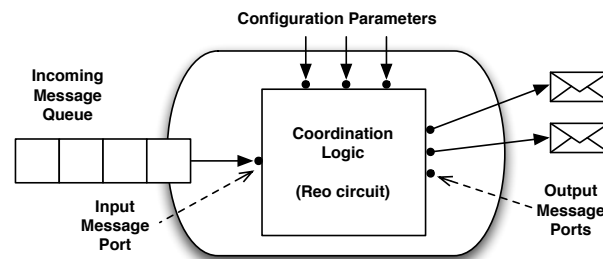 Configuration Parameters
Incoming
Message
Queue
Coordination
Logic
(Reo circuit)
Input
Message
Port
Output
Message
Ports